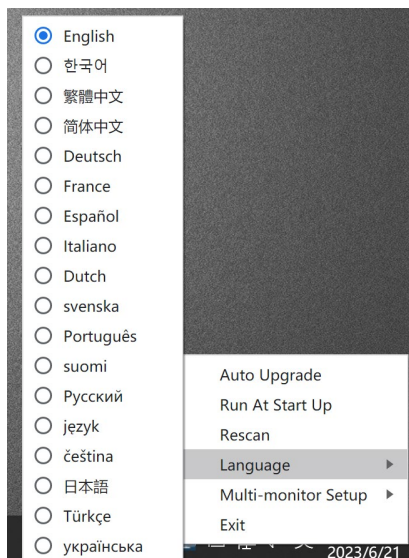 English
한국어
繁體中文
简体中文
Deutsch
France
Español
Italiano
Dutch
svenska
Português
suomi
Русский
język
čeština
日本語
Türkçe
українська
Auto Upgrade
Run At Start Up
Rescan
Language
Multi-monitor Setup
Exit
2023/6/21